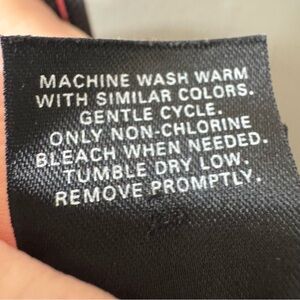 MACHINE WASH WARM
WITH SIMILAR COLORS.
GENTLE CYCLE.
ONLY NON-CHLORINE
BLEACH WHEN NEEDED.
TUMBLE DRY LOW.
REMOVE PROMPTLY.